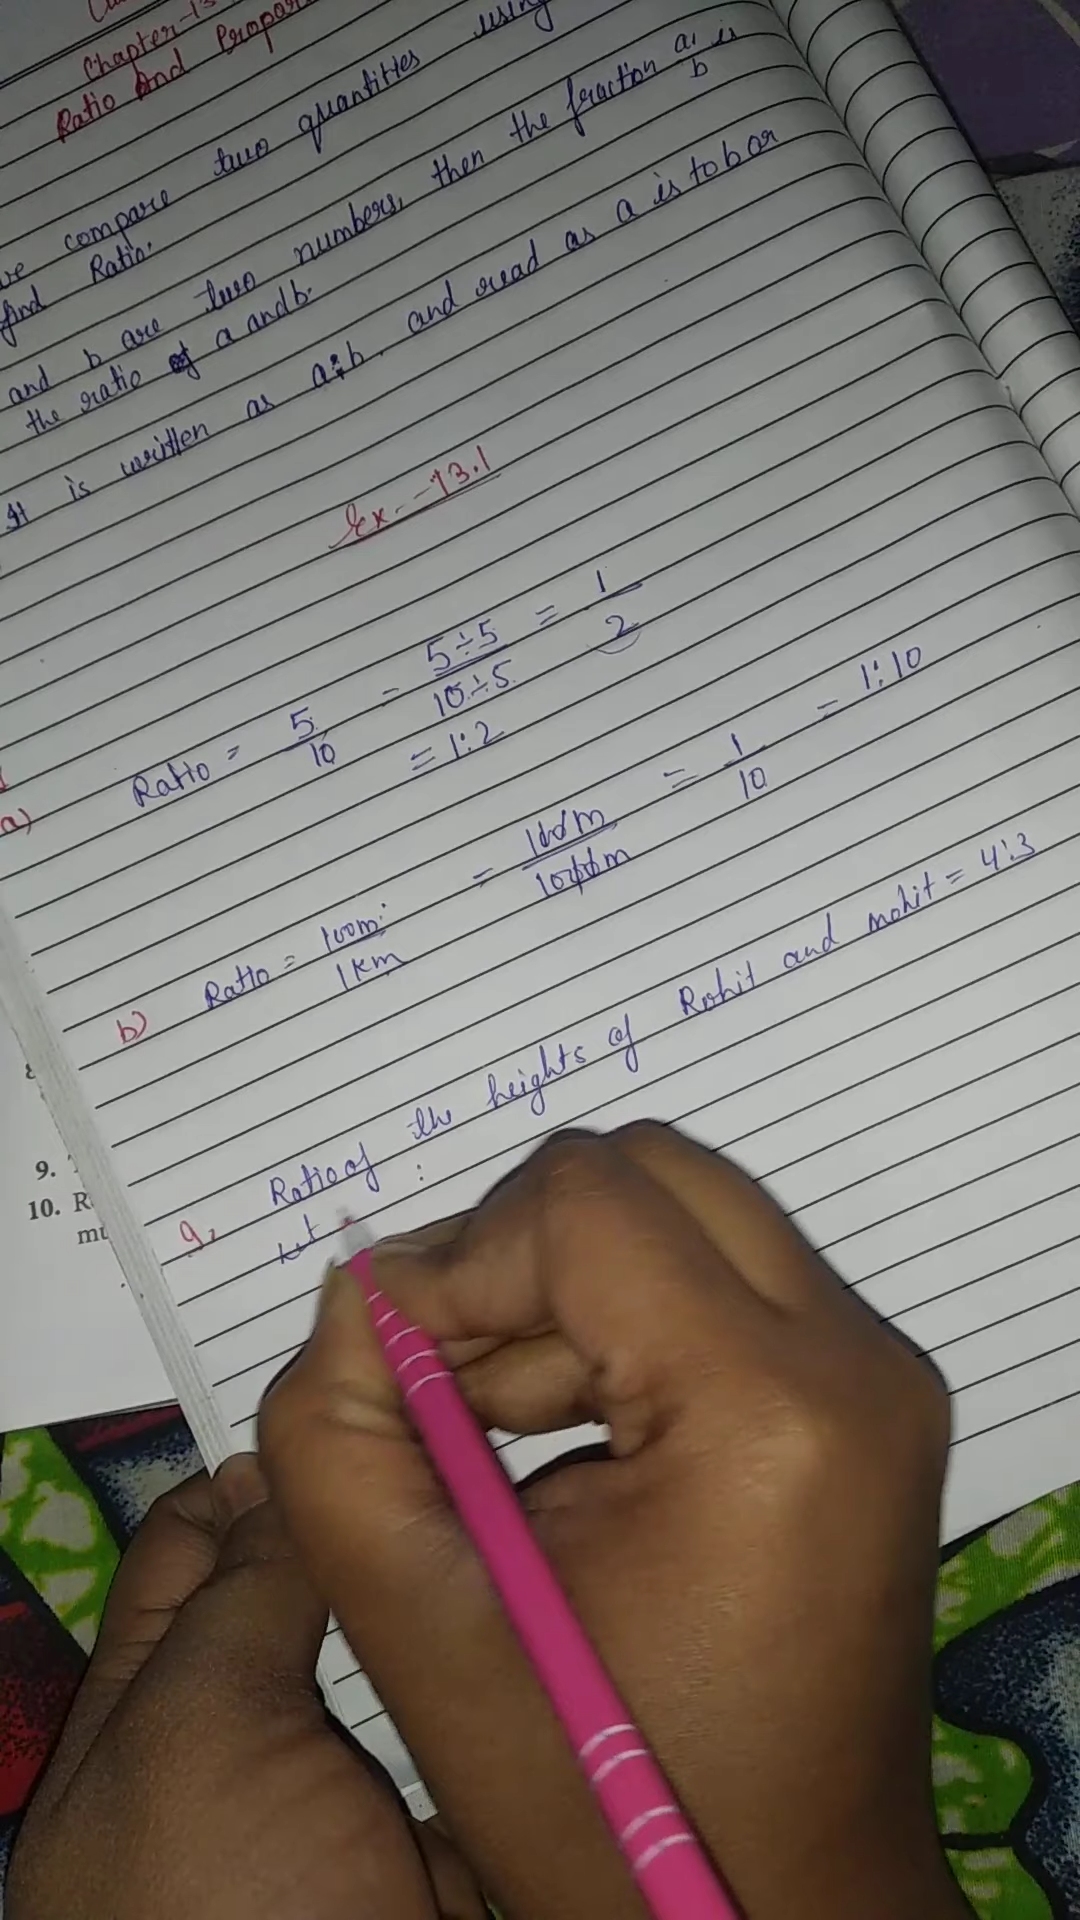 Chapter-13
Ratio And Propor
we compare two quantities using
find Ratio.
and b are two numbers, then the fraction a/b is
the ratio of a and b.
It is written as a:b. and read as a is to b or
Ex.-13.1
a) Ratio = 5/10 = 5÷5/10÷5 = 1/2
= 1:2
b) Ratio = 100m/1km = 100m/1000m = 1/10 = 1:10
9. Ratio of the heights of Rohit and mohit = 4:3
let
9.
10. R
mu